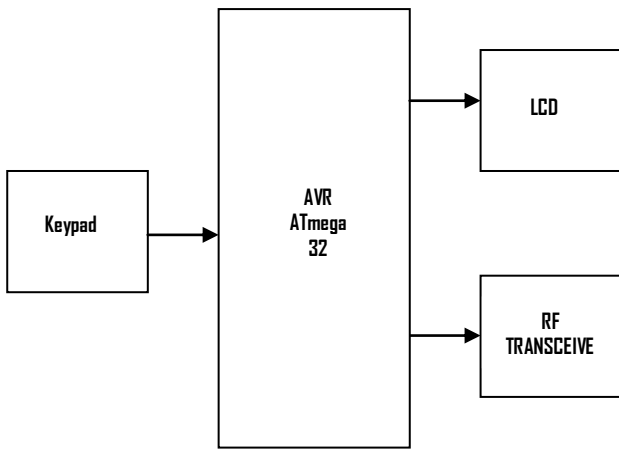 Keypad
AVR
ATmega
32
LCD
RF
TRANSCEIVE